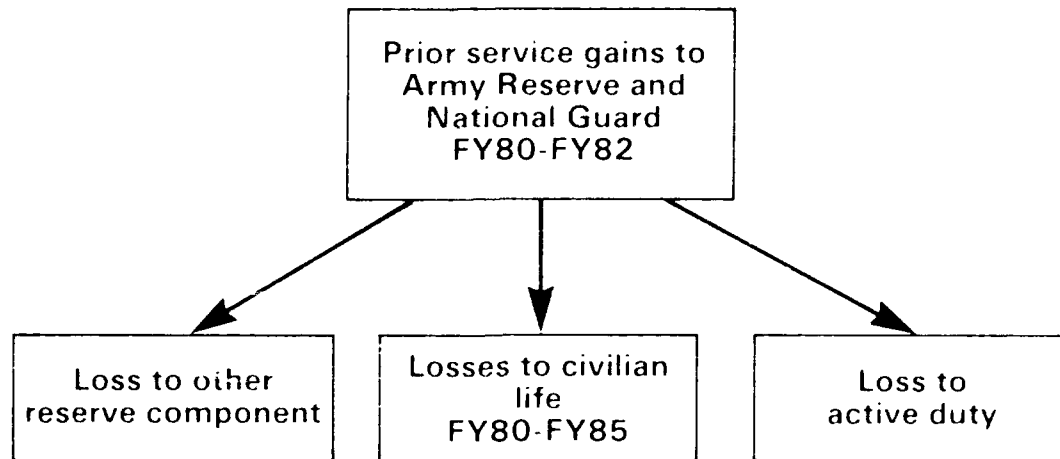 Prior service gains to
Army Reserve and
National Guard
FY80-FY82
Loss to other
reserve component
Losses to civilian
life
FY80-FY85
Loss to
active duty